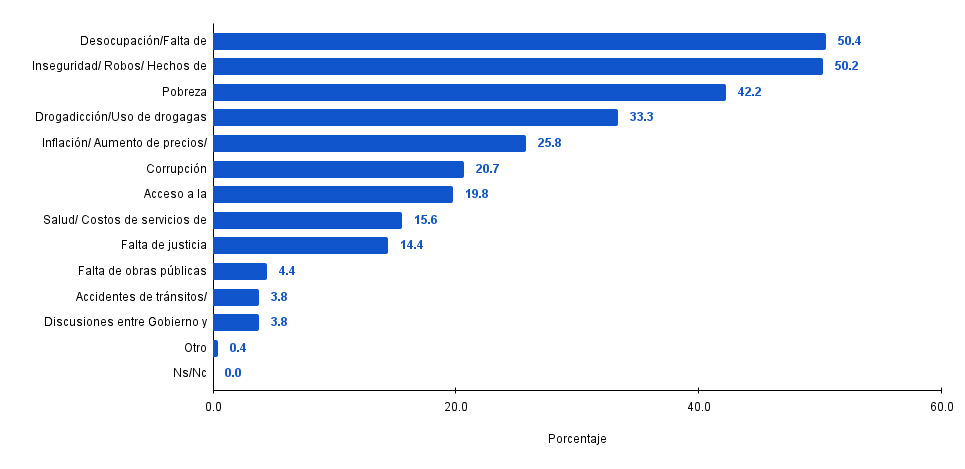 Desocupación/Falta de 50.4
Inseguridad/ Robos/ Hechos de 50.2
Pobreza 42.2
Drogadicción/Uso de drogagas 33.3
Inflación/ Aumento de precios/ 25.8
Corrupción 20.7
Acceso a la 19.8
Salud/ Costos de servicios de 15.6
Falta de justicia 14.4
Falta de obras públicas 4.4
Accidentes de tránsitos/ 3.8
Discusiones entre Gobierno y 3.8
Otro 0.4
Ns/Nc 0.0
0.0 20.0 40.0 60.0
Porcentaje